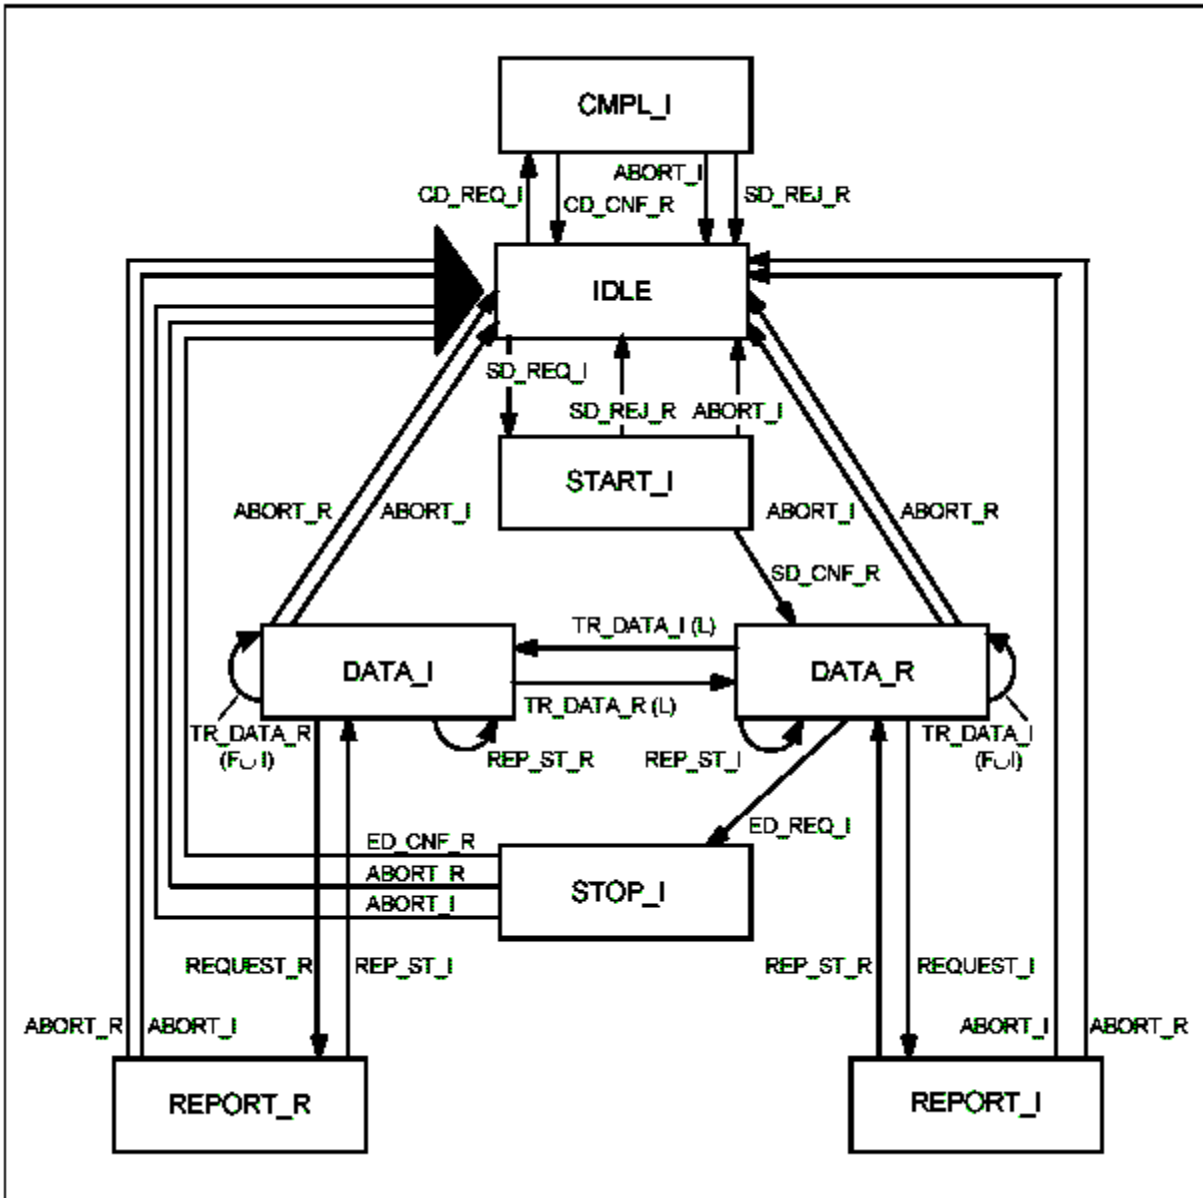 CMPL_I
CD_REQ_I
CD_CNF_R
ABORT_I
SD_REJ_R
IDLE
SD_REQ_I
SD_REJ_R
ABORT_I
START_I
ABORT_R
ABORT_I
ABORT_I
ABORT_R
SD_CNF_R
TR_DATA_I (L)
DATA_I
DATA_R
TR_DATA_R (L)
TR_DATA_R
(F∪I)
REP_ST_R
REP_ST_I
TR_DATA_I
(F∪I)
ED_REQ_I
ED_CNF_R
ABORT_R
ABORT_I
STOP_I
REQUEST_R
REP_ST_I
REP_ST_R
REQUEST_I
ABORT_R
ABORT_I
ABORT_I
ABORT_R
REPORT_R
REPORT_I